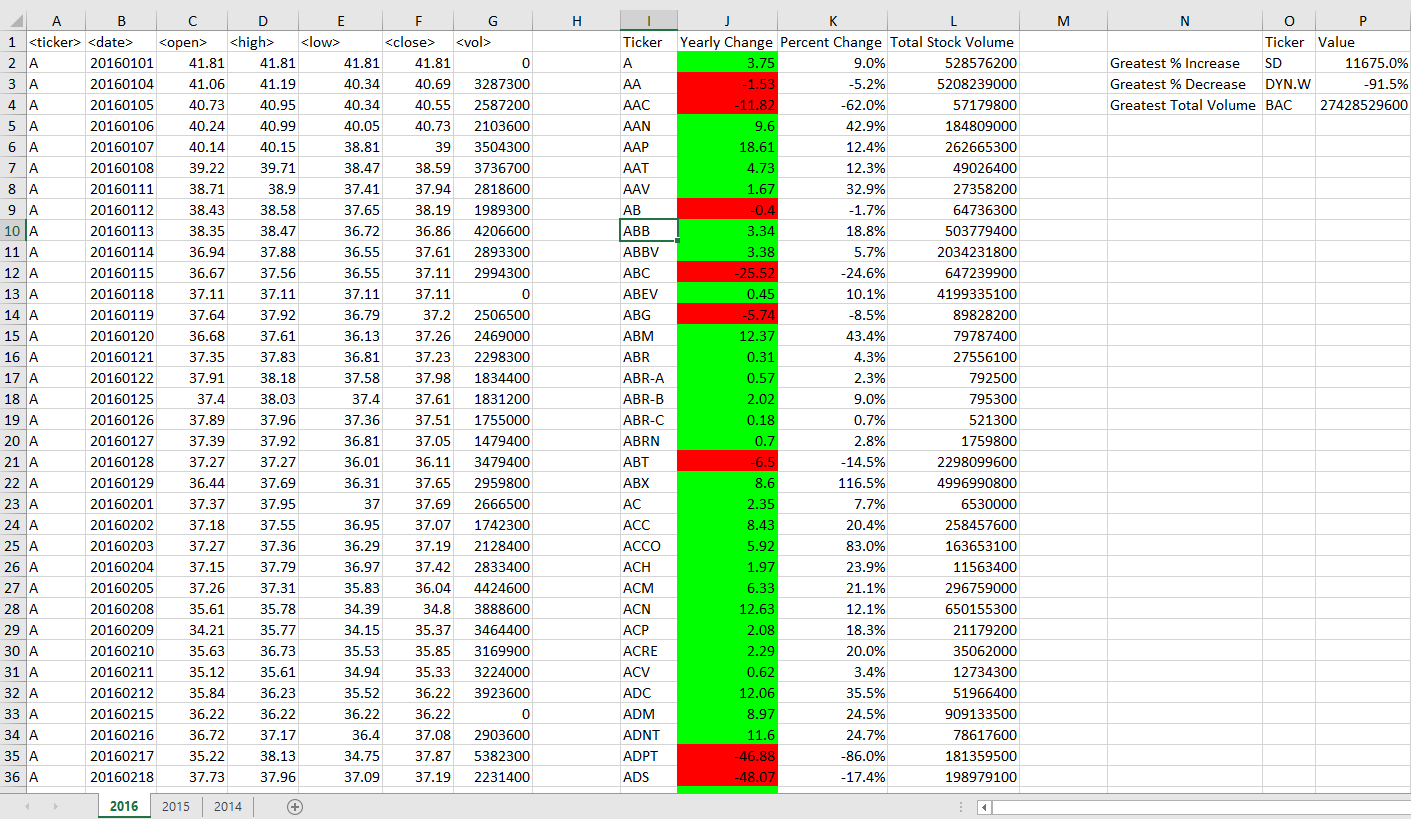 A B C D E F G H I J K L M N O P
1 <ticker> <date> <open> <high> <low> <close> <vol> Ticker Yearly Change Percent Change Total Stock Volume Ticker Value
2 A 20160101 41.81 41.81 41.81 41.81 0 A 3.75 9.0% 528576200 Greatest % Increase SD 11675.0%
3 A 20160104 41.06 41.19 40.34 40.69 3287300 AA -1.53 -5.2% 5208239000 Greatest % Decrease DYN.W -91.5%
4 A 20160105 40.73 40.95 40.34 40.55 2587200 AAC -11.82 -62.0% 57179800 Greatest Total Volume BAC 27428529600
5 A 20160106 40.24 40.99 40.05 40.73 2103600 AAN 9.6 42.9% 184809000
6 A 20160107 40.14 40.15 38.81 39 3504300 AAP 18.61 12.4% 262665300
7 A 20160108 39.22 39.71 38.47 38.59 3736700 AAT 4.73 12.3% 49026400
8 A 20160111 38.71 38.9 37.41 37.94 2818600 AAV 1.67 32.9% 27358200
9 A 20160112 38.43 38.58 37.65 38.19 1989300 AB -0.4 -1.7% 64736300
10 A 20160113 38.35 38.47 36.72 36.86 4206600 ABB 3.34 18.8% 503779400
11 A 20160114 36.94 37.88 36.55 37.61 2893300 ABBV 3.38 5.7% 2034231800
12 A 20160115 36.67 37.56 36.55 37.11 2994300 ABC -25.52 -24.6% 647239900
13 A 20160118 37.11 37.11 37.11 37.11 0 ABEV 0.45 10.1% 4199335100
14 A 20160119 37.64 37.92 36.79 37.2 2506500 ABG -5.74 -8.5% 89828200
15 A 20160120 36.68 37.61 36.13 37.26 2469000 ABM 12.37 43.4% 79787400
16 A 20160121 37.35 37.83 36.81 37.23 2298300 ABR 0.31 4.3% 27556100
17 A 20160122 37.91 38.18 37.58 37.98 1834400 ABR-A 0.57 2.3% 792500
18 A 20160125 37.4 38.03 37.4 37.61 1831200 ABR-B 2.02 9.0% 795300
19 A 20160126 37.89 37.96 37.36 37.51 1755000 ABR-C 0.18 0.7% 521300
20 A 20160127 37.39 37.92 36.81 37.05 1479400 ABRN 0.7 2.8% 1759800
21 A 20160128 37.27 37.27 36.01 36.11 3479400 ABT -6.5 -14.5% 2298099600
22 A 20160129 36.44 37.69 36.31 37.65 2959800 ABX 8.6 116.5% 4996990800
23 A 20160201 37.37 37.95 37 37.69 2666500 AC 2.35 7.7% 6530000
24 A 20160202 37.18 37.55 36.95 37.07 1742300 ACC 8.43 20.4% 258457600
25 A 20160203 37.27 37.36 36.29 37.19 2128400 ACCO 5.92 83.0% 163653100
26 A 20160204 37.15 37.79 36.97 37.42 2833400 ACH 1.97 23.9% 11563400
27 A 20160205 37.26 37.31 35.83 36.04 4424600 ACM 6.33 21.1% 296759000
28 A 20160208 35.61 35.78 34.39 34.8 3888600 ACN 12.63 12.1% 650155300
29 A 20160209 34.21 35.77 34.15 35.37 3464400 ACP 2.08 18.3% 21179200
30 A 20160210 35.63 36.73 35.53 35.85 3169900 ACRE 2.29 20.0% 35062000
31 A 20160211 35.12 35.61 34.94 35.33 3224000 ACV 0.62 3.4% 12734300
32 A 20160212 35.84 36.23 35.52 36.22 3923600 ADC 12.06 35.5% 51966400
33 A 20160215 36.22 36.22 36.22 36.22 0 ADM 8.97 24.5% 909133500
34 A 20160216 36.72 37.17 36.4 37.08 2903600 ADNT 11.6 24.7% 78617600
35 A 20160217 35.22 38.13 34.75 37.87 5382300 ADPT -46.88 -86.0% 181359500
36 A 20160218 37.73 37.96 37.09 37.19 2231400 ADS -48.07 -17.4% 198979100
2016 2015 2014